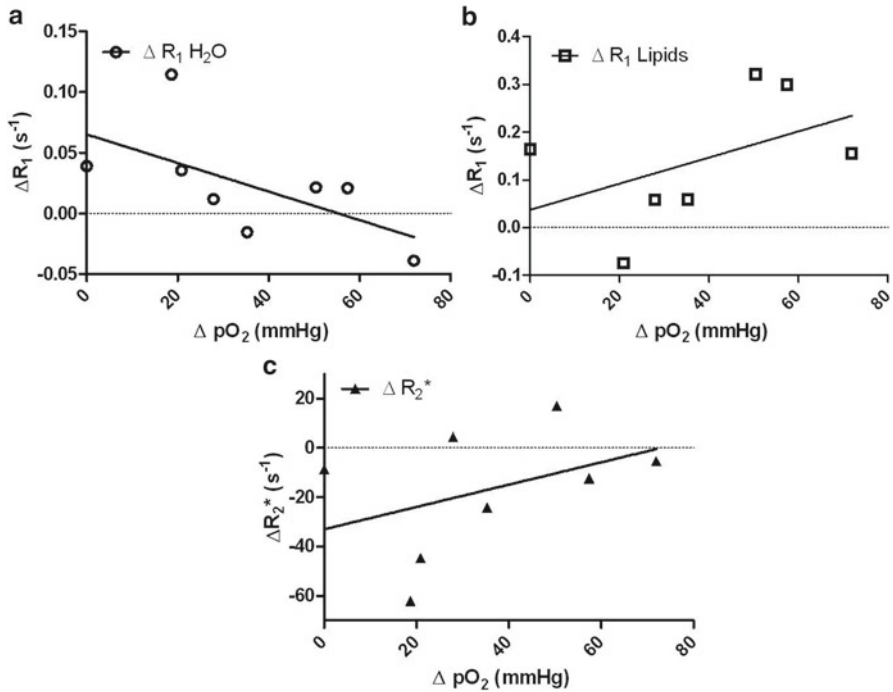 a
Δ R₁ H₂O
0.15
0.10
0.05
0.00
-0.05
ΔR₁ (s⁻¹)
0
20
40
60
80
Δ pO₂ (mmHg)
b
Δ R₁ Lipids
0.4
0.3
0.2
0.1
0.0
-0.1
ΔR₁ (s⁻¹)
0
20
40
60
80
Δ pO₂ (mmHg)
c
Δ R₂*
20
0
-20
-40
-60
ΔR₂* (s⁻¹)
0
20
40
60
80
Δ pO₂ (mmHg)